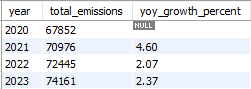 year total_emissions yoy_growth_percent
2020 67852 NULL
2021 70976 4.60
2022 72445 2.07
2023 74161 2.37